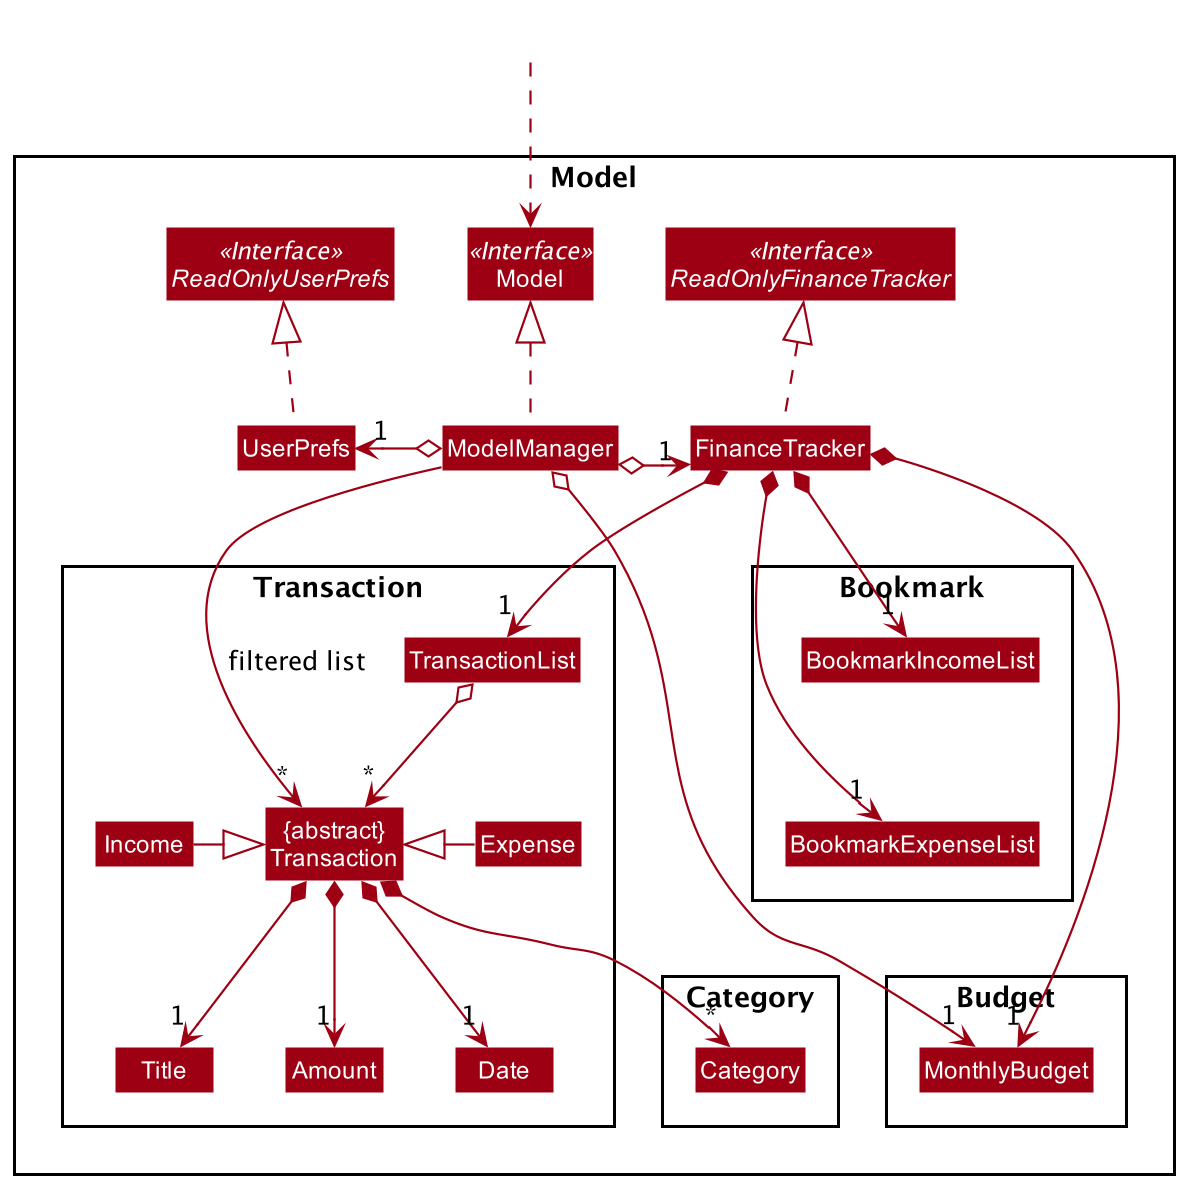 Model
«Interface»
ReadOnlyUserPrefs
«Interface»
Model
«Interface»
ReadOnlyFinanceTracker
UserPrefs
1
ModelManager
1
FinanceTracker
Transaction
Bookmark
1
1
filtered list
TransactionList
BookmarkIncomeList
*
*
1
Income
{abstract}
Transaction
Expense
BookmarkExpenseList
Category
Budget
1
1
1
*
1
1
Title
Amount
Date
Category
MonthlyBudget